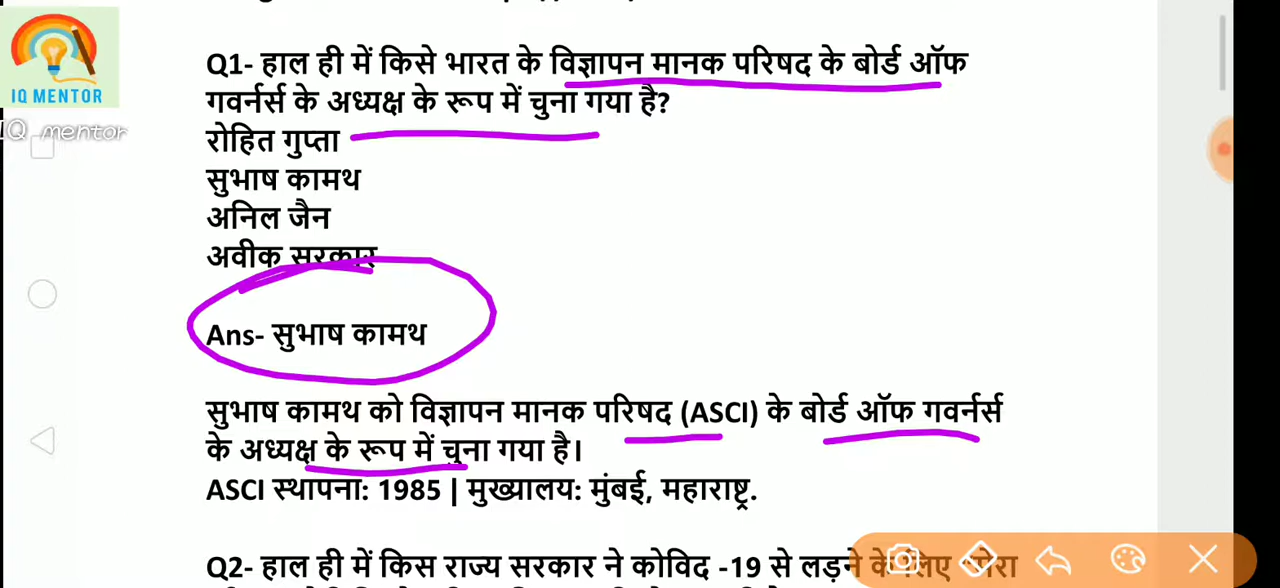 IQ MENTOR
IQ mentor
Q1- हाल ही में किसे भारत के विज्ञापन मानक परिषद के बोर्ड ऑफ
गवर्नर्स के अध्यक्ष के रूप में चुना गया है?
रोहित गुप्ता
सुभाष कामथ
अनिल जैन
अवीक सरकार
Ans- सुभाष कामथ
सुभाष कामथ को विज्ञापन मानक परिषद (ASCI) के बोर्ड ऑफ गवर्नर्स
के अध्यक्ष के रूप में चुना गया है।
ASCI स्थापना: 1985 | मुख्यालय: मुंबई, महाराष्ट्र.
Q2- हाल ही में किस राज्य सरकार ने कोविद -19 से लड़ने के लिए